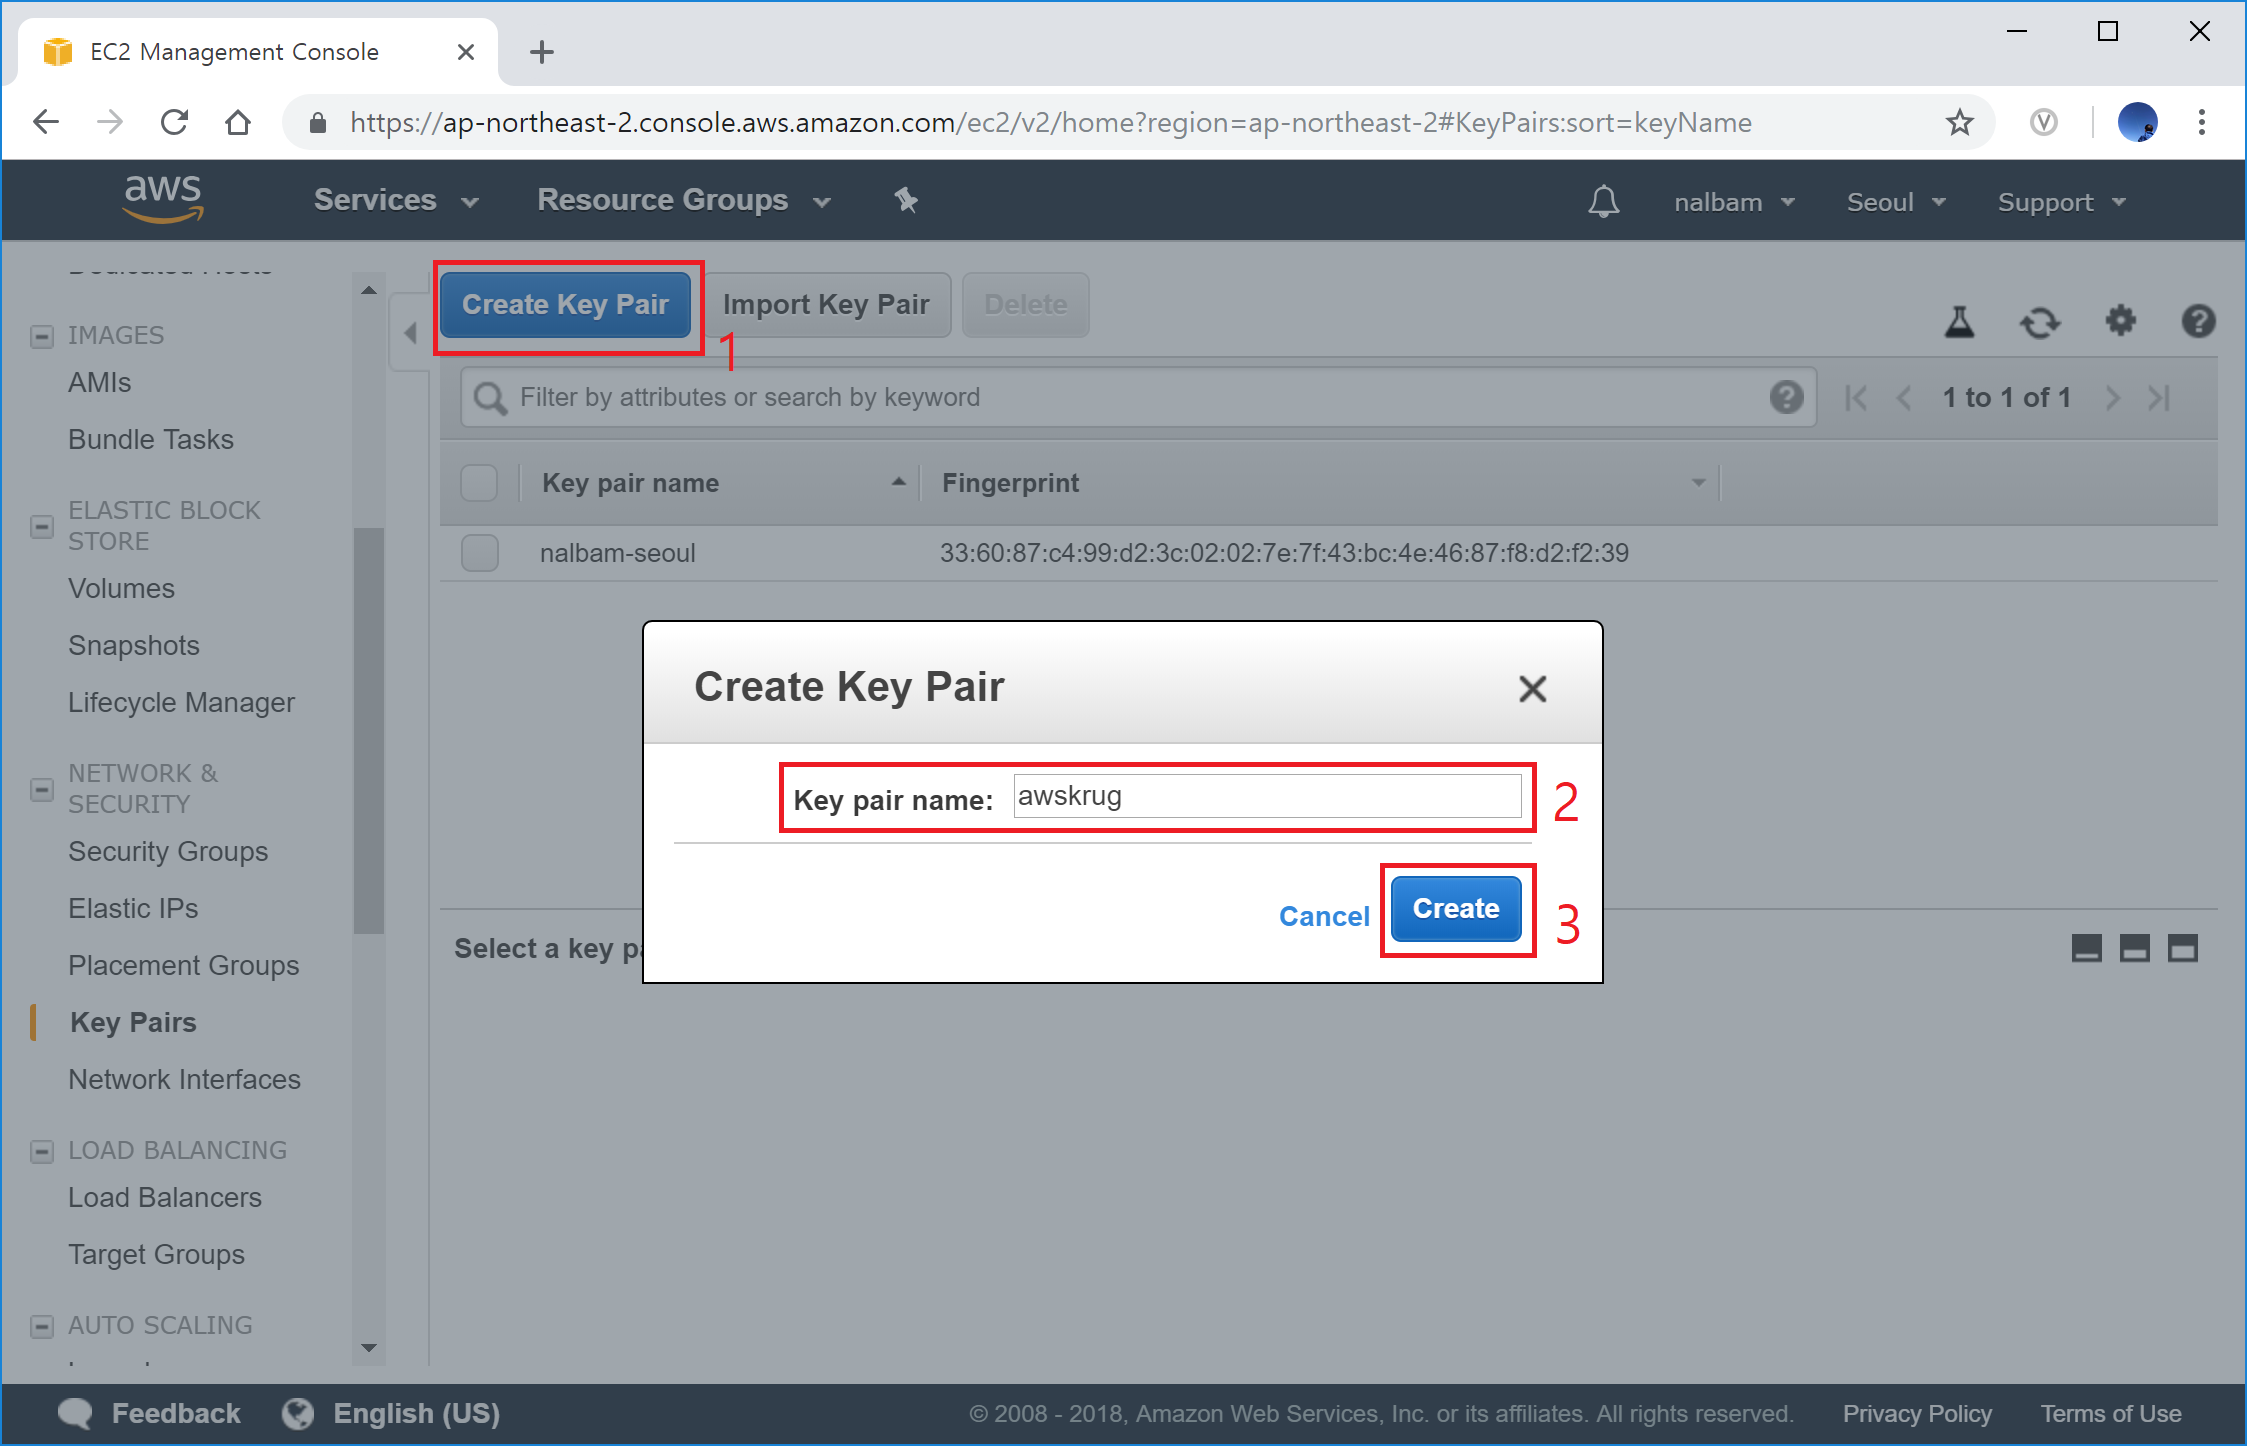 EC2 Management Console
https://ap-northeast-2.console.aws.amazon.com/ec2/v2/home?region=ap-northeast-2#KeyPairs:sort=keyName
aws Services Resource Groups nalbam Seoul Support
Dedicated Hosts
IMAGES
AMIs
Bundle Tasks
ELASTIC BLOCK
STORE
Volumes
Snapshots
Lifecycle Manager
NETWORK &
SECURITY
Security Groups
Elastic IPs
Placement Groups
Key Pairs
Network Interfaces
LOAD BALANCING
Load Balancers
Target Groups
AUTO SCALING
Create Key Pair Import Key Pair Delete
1
Filter by attributes or search by keyword 1 to 1 of 1
Key pair name Fingerprint
nalbam-seoul 33:60:87:c4:99:d2:3c:02:02:7e:7f:43:bc:4e:46:87:f8:d2:f2:39
Create Key Pair
Key pair name: awskrug 2
Cancel Create 3
Select a key
Feedback English (US) © 2008 - 2018, Amazon Web Services, Inc. or its affiliates. All rights reserved. Privacy Policy Terms of Use